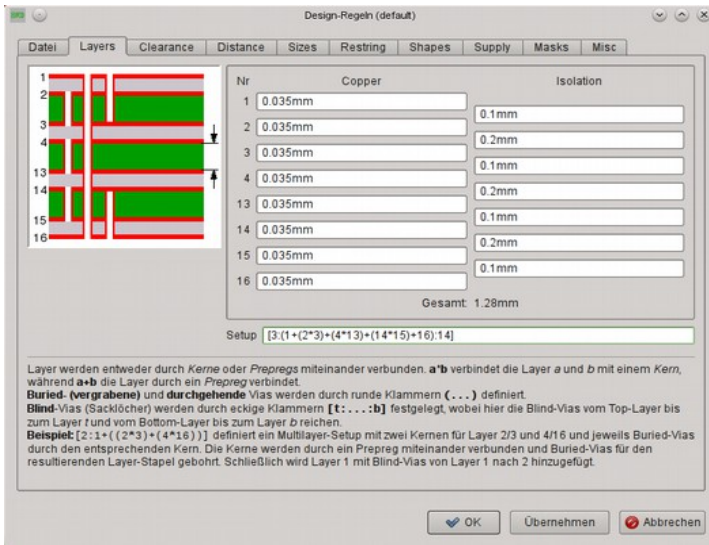 Design-Regeln (default)
Datei Layers Clearance Distance Sizes Restring Shapes Supply Masks Misc
Nr Copper Isolation
1
2
3
4
13
14
15
16
1 0.035mm
0.1mm
2 0.035mm
0.2mm
3 0.035mm
0.1mm
4 0.035mm
0.2mm
13 0.035mm
0.1mm
14 0.035mm
0.2mm
15 0.035mm
0.1mm
16 0.035mm
Gesamt: 1.28mm
Setup [3:(1+(2*3)+(4*13)+(14*15)+16):14]
Layer werden entweder durch Kerne oder Prepregs miteinander verbunden. a*b verbindet die Layer a und b mit einem Kern,
während a+b die Layer durch ein Prepreg verbindet.
Buried- (vergrabene) und durchgehende Vias werden durch runde Klammern (...) definiert.
Blind-Vias (Sacklöcher) werden durch eckige Klammern [t:...:b] festgelegt, wobei hier die Blind-Vias vom Top-Layer bis
zum Layer t und vom Bottom-Layer bis zum Layer b reichen.
Beispiel: [2:1+((2*3)+(4*16))] definiert ein Multilayer-Setup mit zwei Kernen für Layer 2/3 und 4/16 und jeweils Buried-Vias
durch den entsprechenden Kern. Die Kerne werden durch ein Prepreg miteinander verbunden und Buried-Vias für den
resultierenden Layer-Stapel gebohrt. Schließlich wird Layer 1 mit Blind-Vias von Layer 1 nach 2 hinzugefügt.
OK Übernehmen Abbrechen